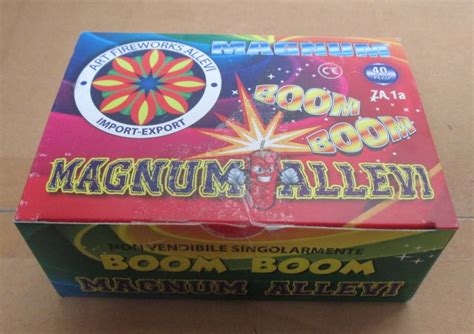 MAGNUM
ART FIREWORKS ALLEVI
IMPORT-EXPORT
CE
40
ZA.1a
BOOM
BOOM
MAGNUM ALLEVI
NON VENDIBILE SINGOLARMENTE
BOOM BOOM
MAGNUM ALLEVI